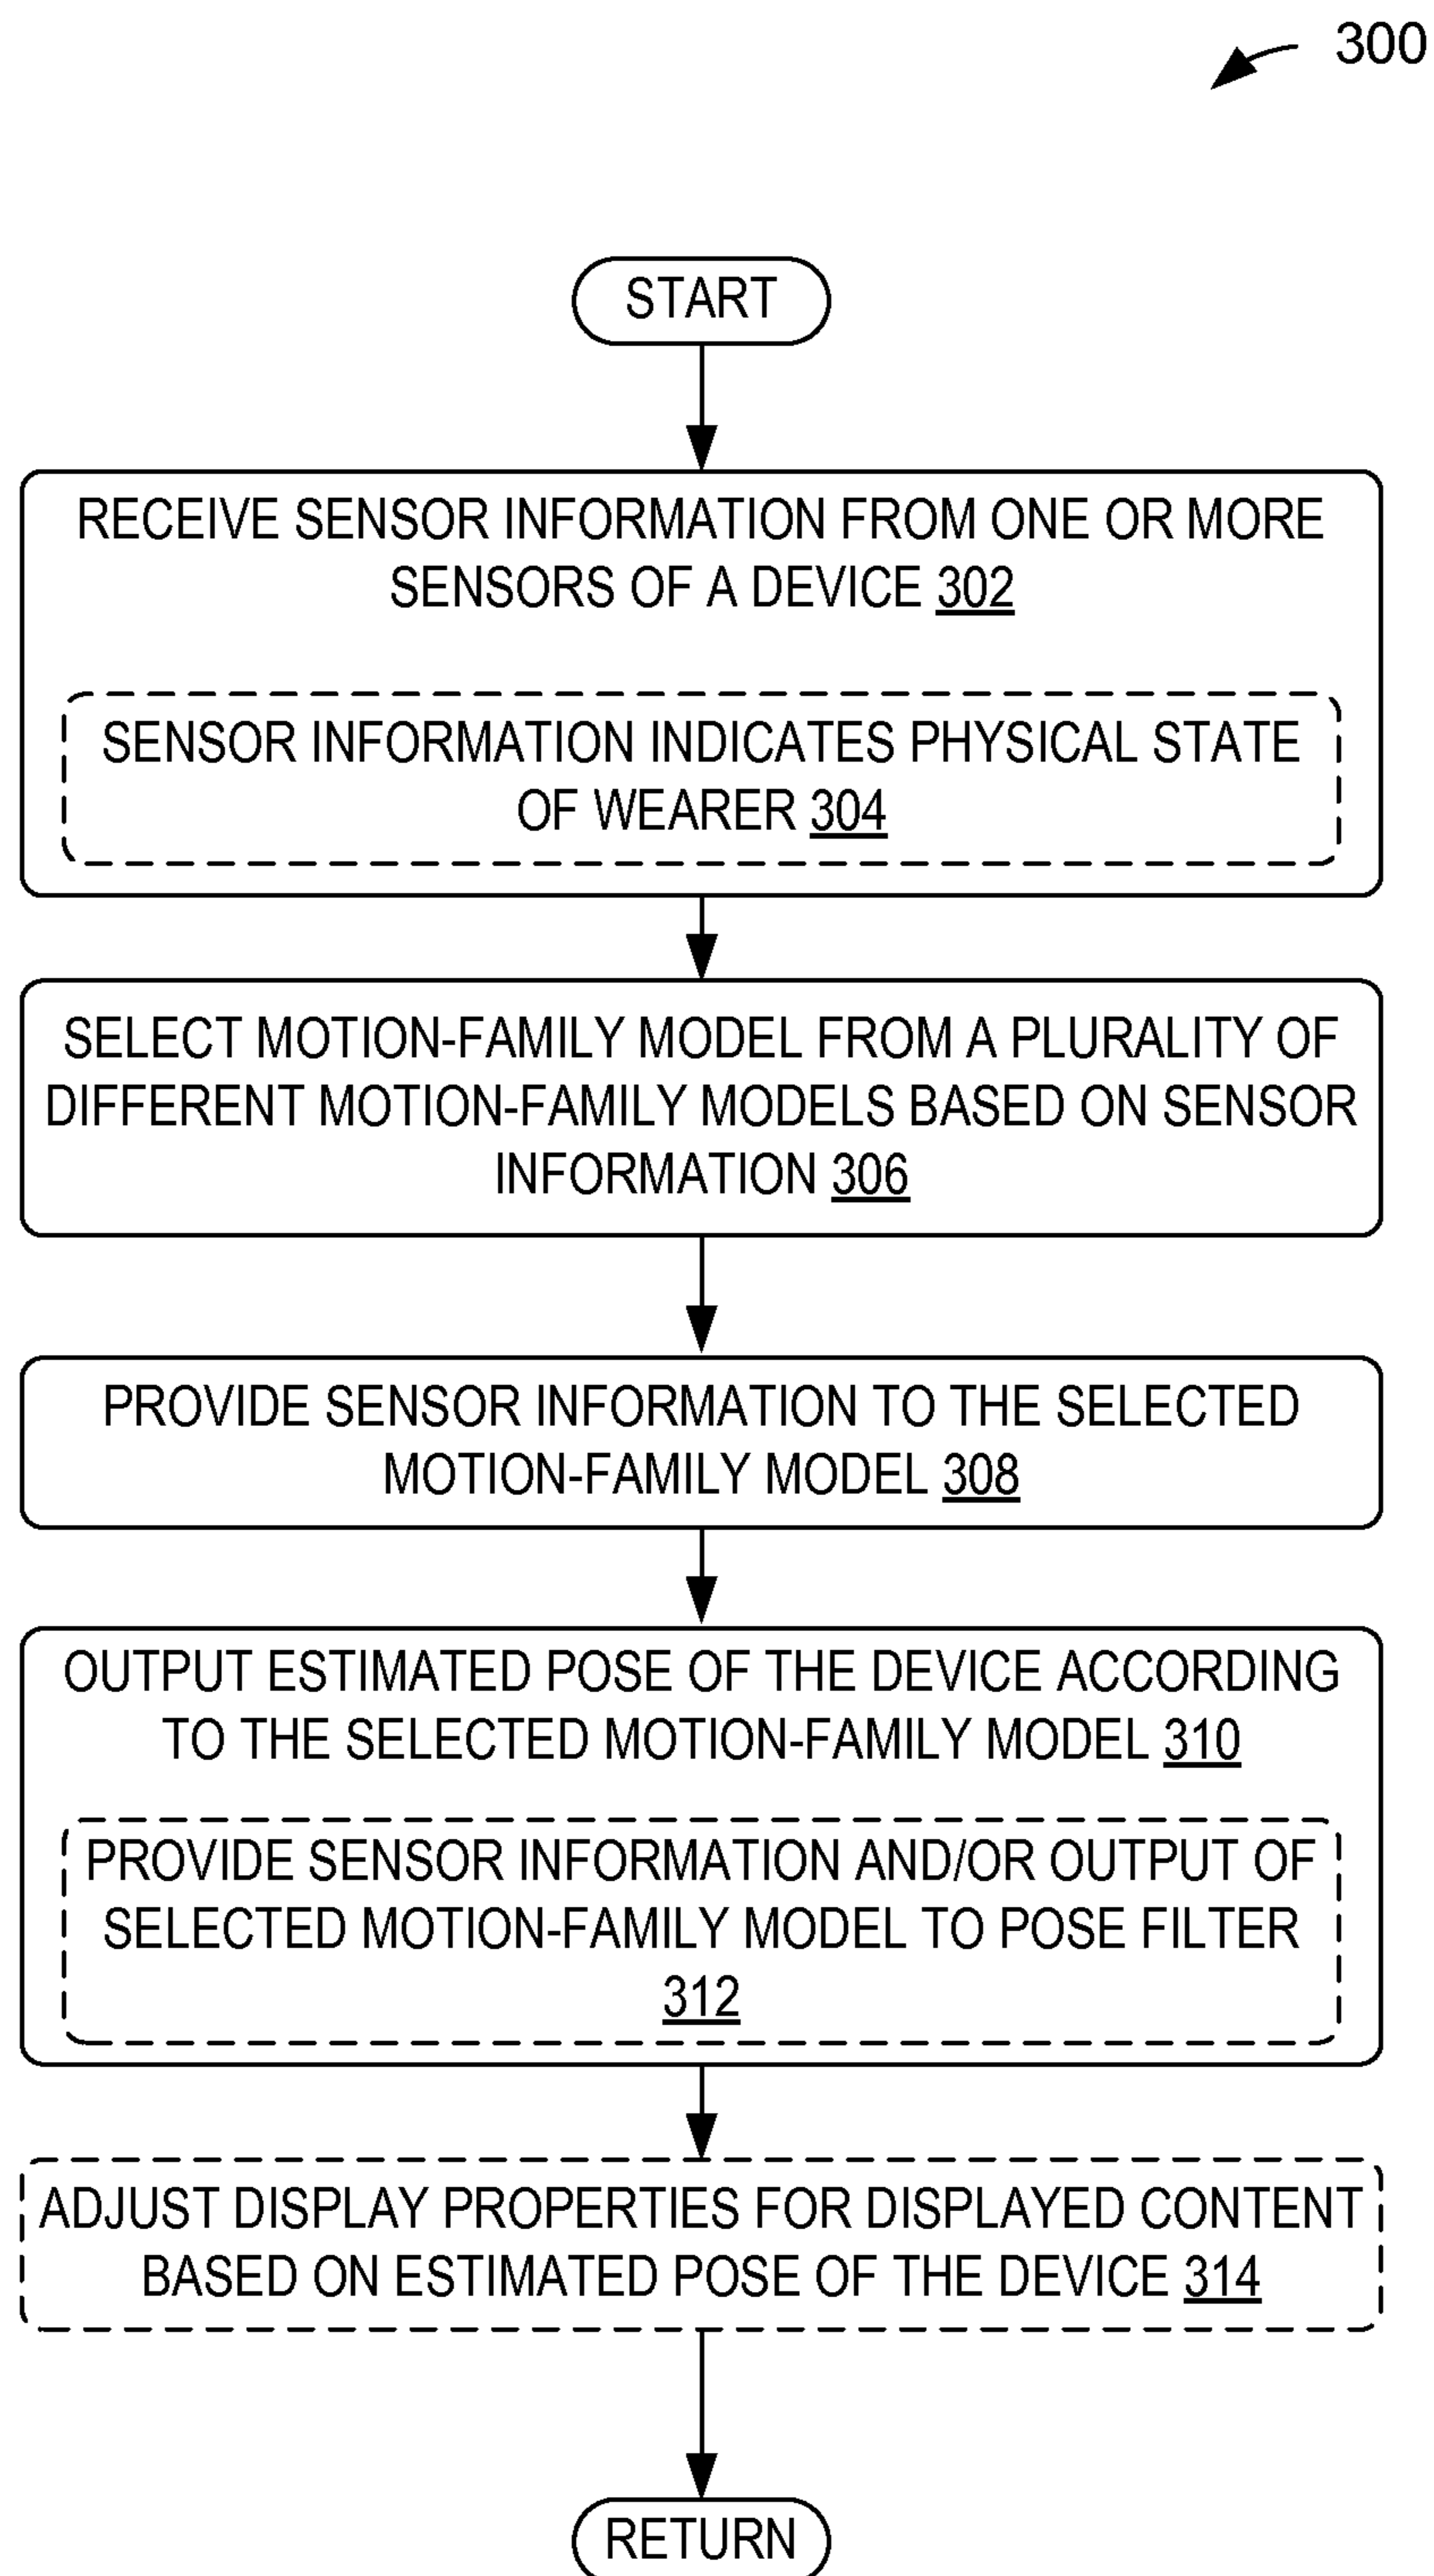 300
START
RECEIVE SENSOR INFORMATION FROM ONE OR MORE
SENSORS OF A DEVICE 302
SENSOR INFORMATION INDICATES PHYSICAL STATE
OF WEARER 304
SELECT MOTION-FAMILY MODEL FROM A PLURALITY OF
DIFFERENT MOTION-FAMILY MODELS BASED ON SENSOR
INFORMATION 306
PROVIDE SENSOR INFORMATION TO THE SELECTED
MOTION-FAMILY MODEL 308
OUTPUT ESTIMATED POSE OF THE DEVICE ACCORDING
TO THE SELECTED MOTION-FAMILY MODEL 310
PROVIDE SENSOR INFORMATION AND/OR OUTPUT OF
SELECTED MOTION-FAMILY MODEL TO POSE FILTER
312
ADJUST DISPLAY PROPERTIES FOR DISPLAYED CONTENT
BASED ON ESTIMATED POSE OF THE DEVICE 314
RETURN